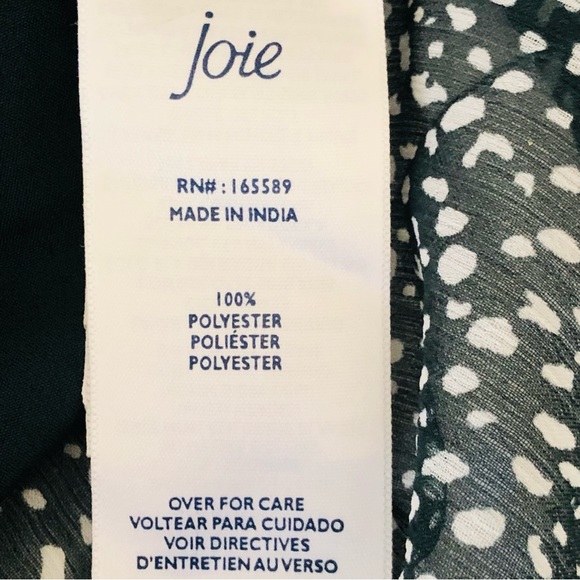 joie
RN# : 165589
MADE IN INDIA
100%
POLYESTER
POLIÉSTER
POLYESTER
OVER FOR CARE
VOLTEAR PARA CUIDADO
VOIR DIRECTIVES
D'ENTRETIEN AU VERSO